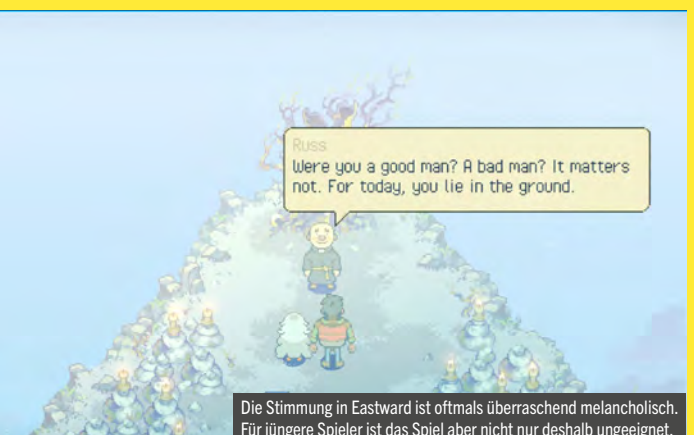 Russ
Were you a good man? A bad man? It matters
not. For today, you lie in the ground.
Die Stimmung in Eastward ist oftmals überraschend melancholisch.
Für jüngere Spieler ist das Spiel aber nicht nur deshalb ungeeignet.